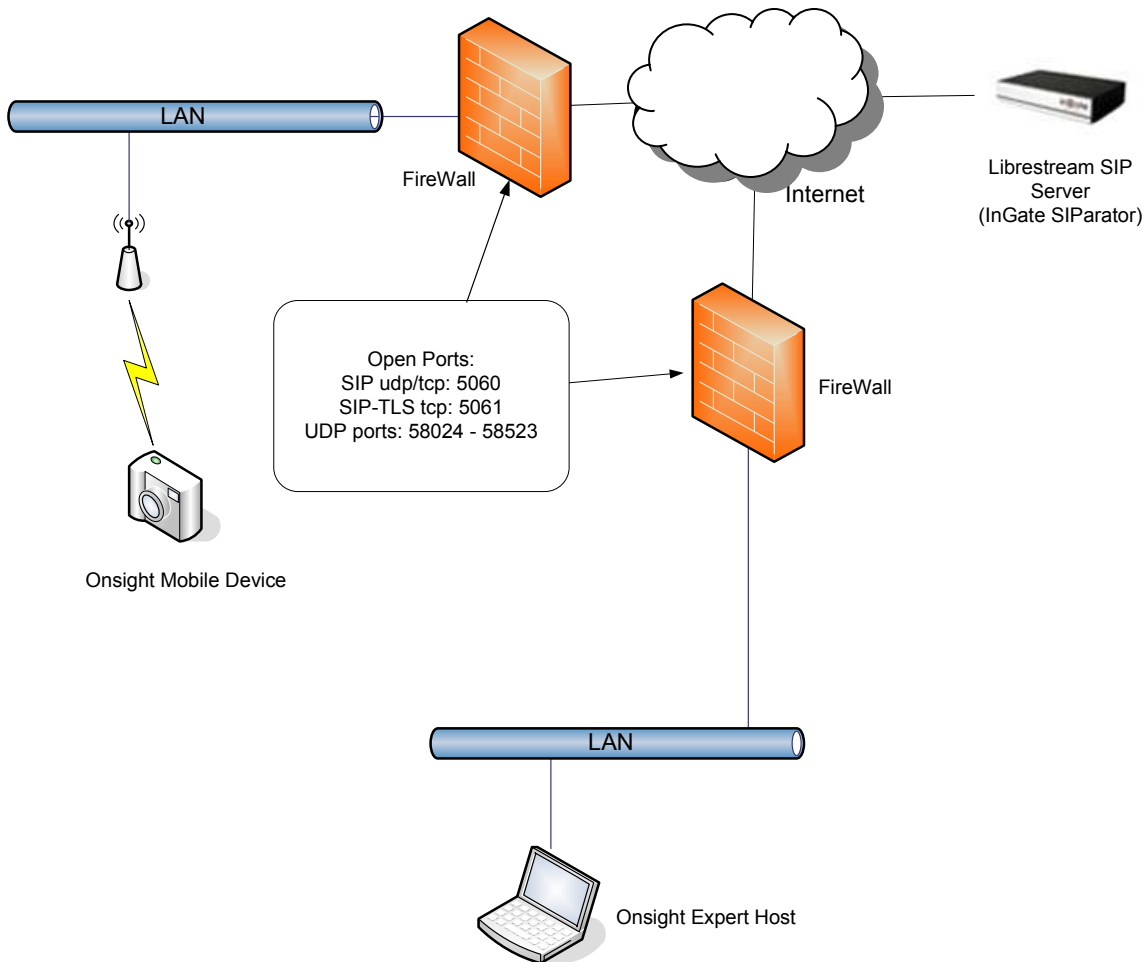 LAN
FireWall
Internet
Librestream SIP
Server
(InGate SIParator)
Open Ports:
SIP udp/tcp: 5060
SIP-TLS tcp: 5061
UDP ports: 58024 - 58523
FireWall
Onsight Mobile Device
LAN
Onsight Expert Host